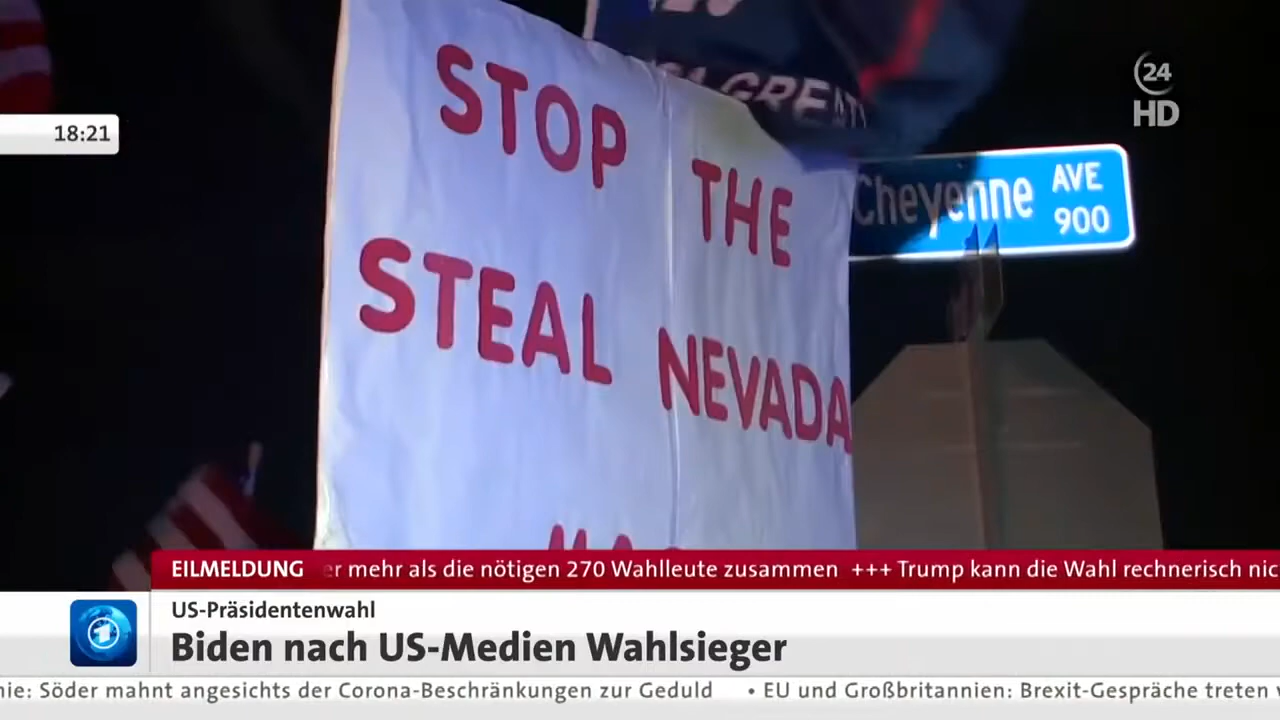 24
HD
18:21
GREAT
STOP THE
STEAL NEVADA
Cheyenne AVE
900
EILMELDUNG er mehr als die nötigen 270 Wahlleute zusammen +++ Trump kann die Wahl rechnerisch nic
US-Präsidentenwahl
1
Biden nach US-Medien Wahlsieger
nie: Söder mahnt angesichts der Corona-Beschränkungen zur Geduld • EU und Großbritannien: Brexit-Gespräche treten